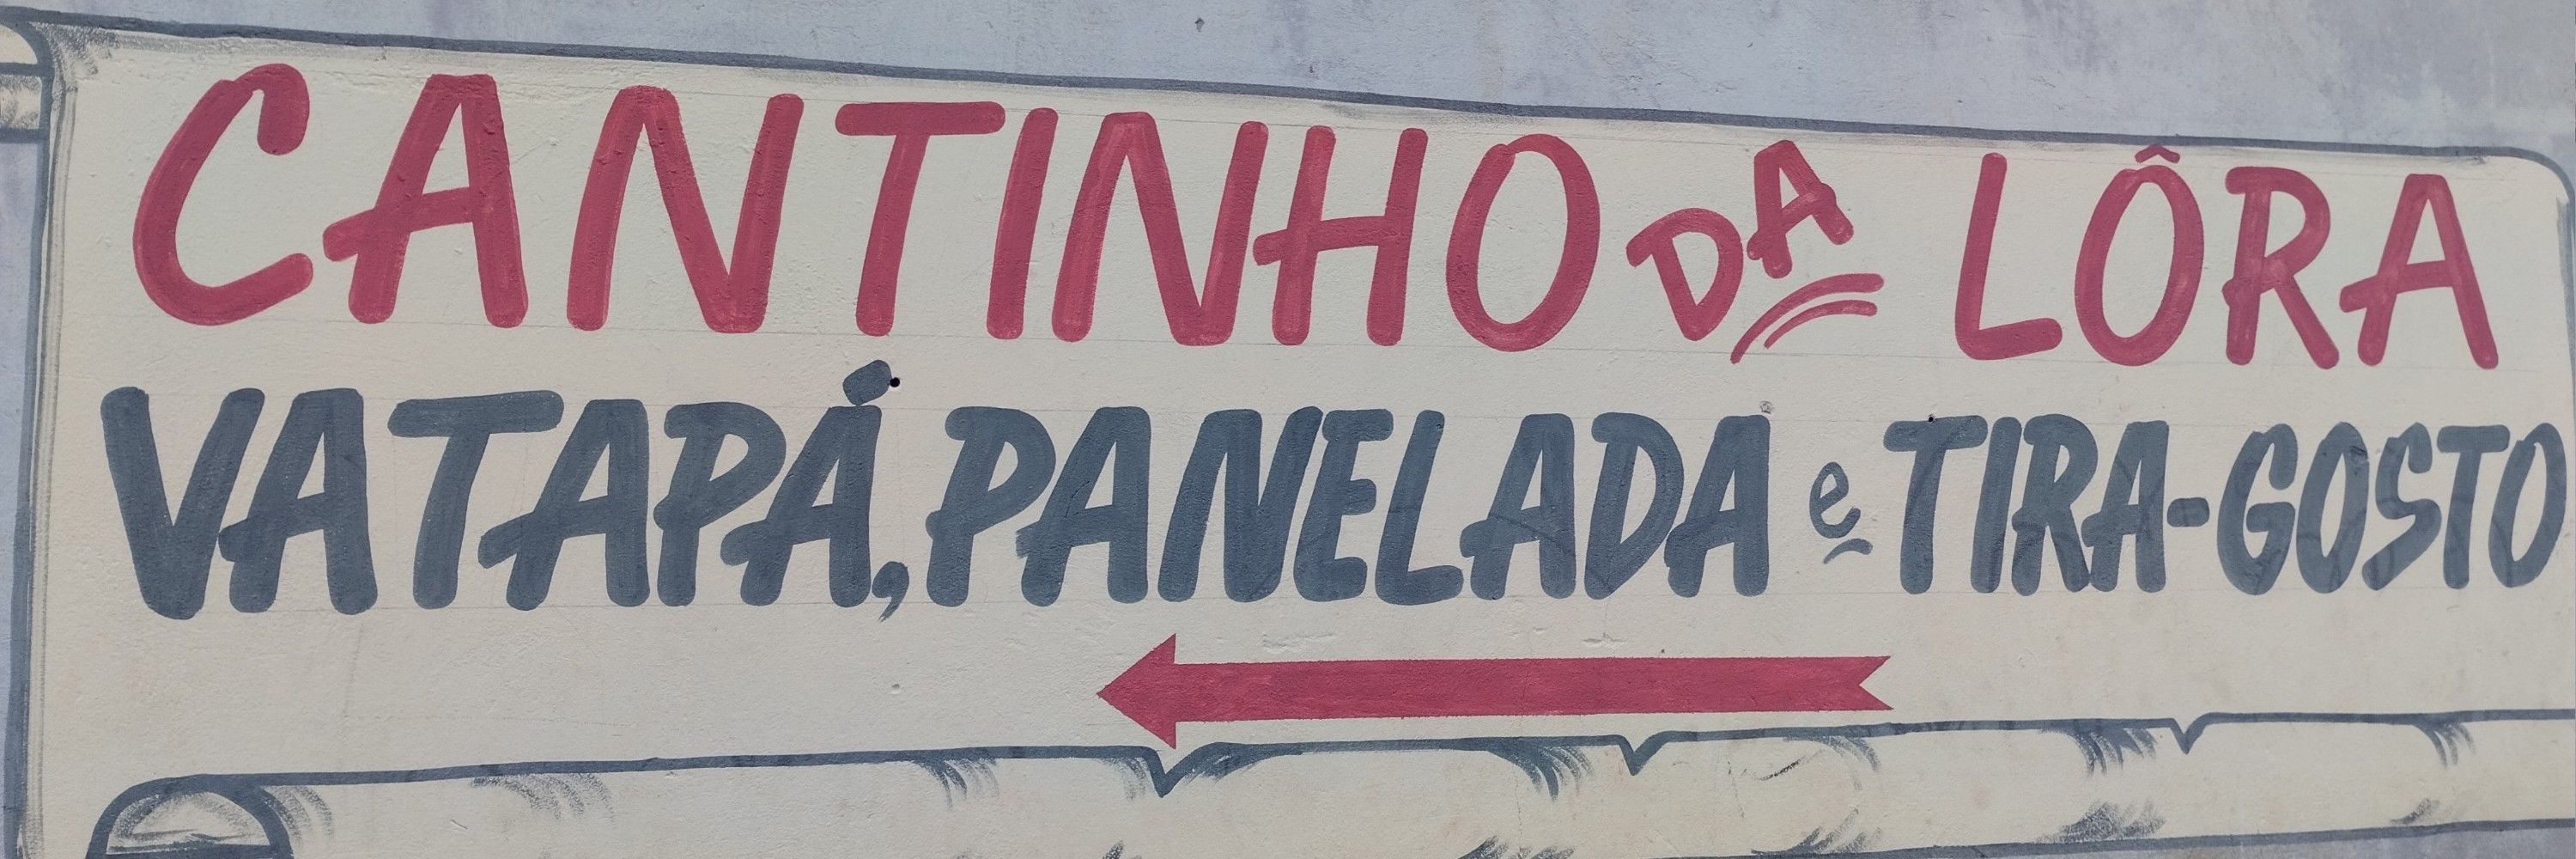 CANTINHO DA LÔRA
VATAPÁ, PANELADA e TIRA-GOSTO